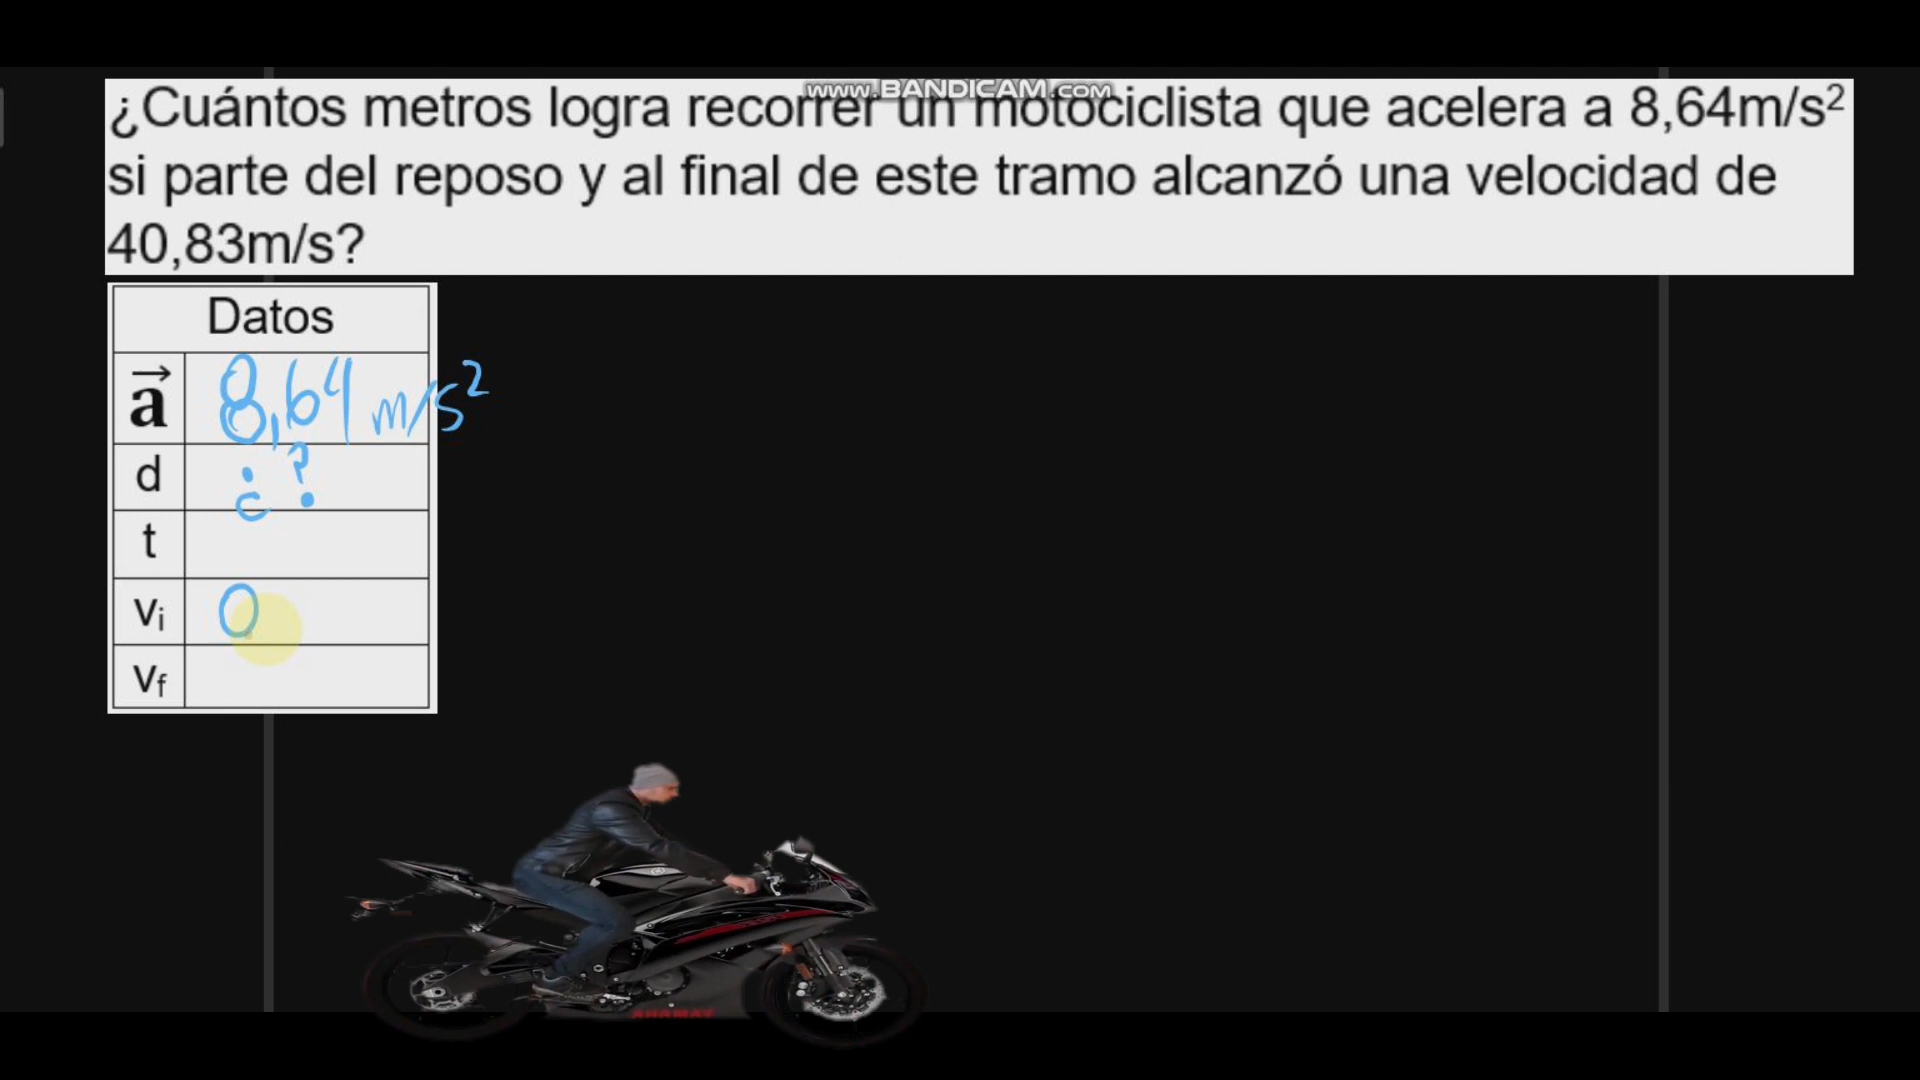 www.BANDICAM.com
¿Cuántos metros logra recorrer un motociclista que acelera a 8,64m/s²
si parte del reposo y al final de este tramo alcanzó una velocidad de
40,83m/s?
Datos
a⃗ 8,64 m/s²
d ¿?
t
vᵢ 0
v_f